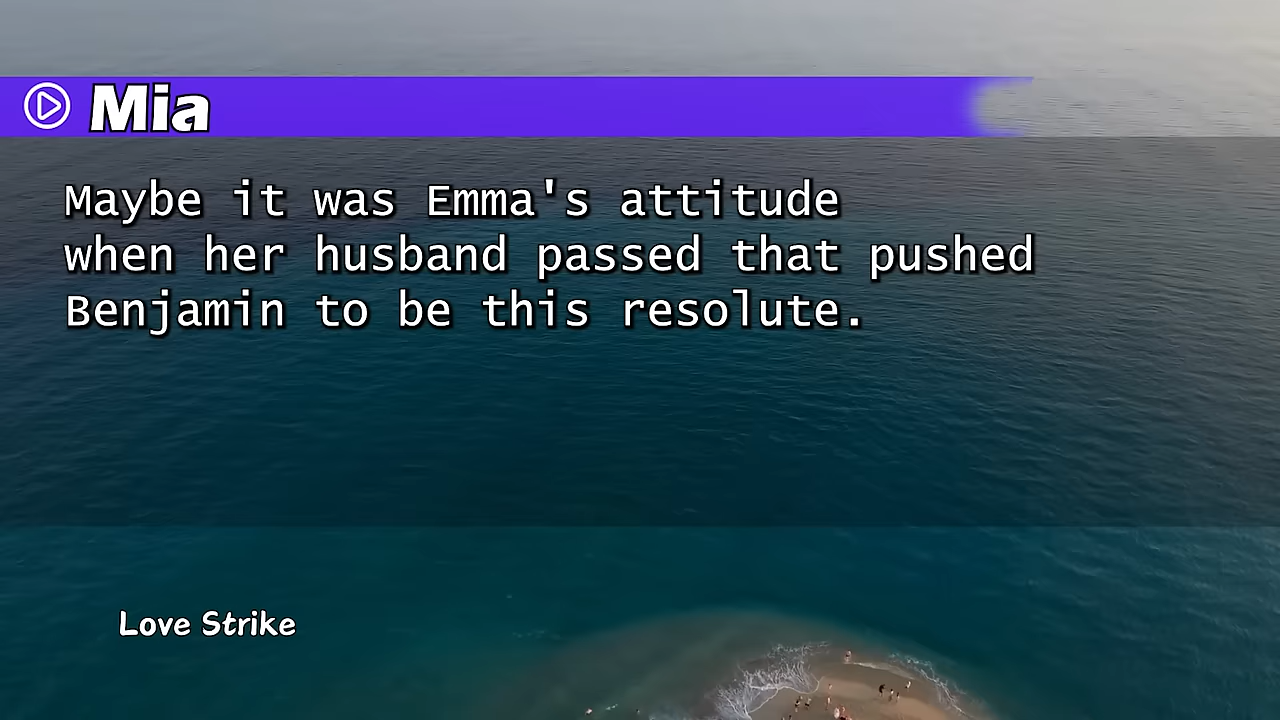 Mia
Maybe it was Emma's attitude
when her husband passed that pushed
Benjamin to be this resolute.
Love Strike